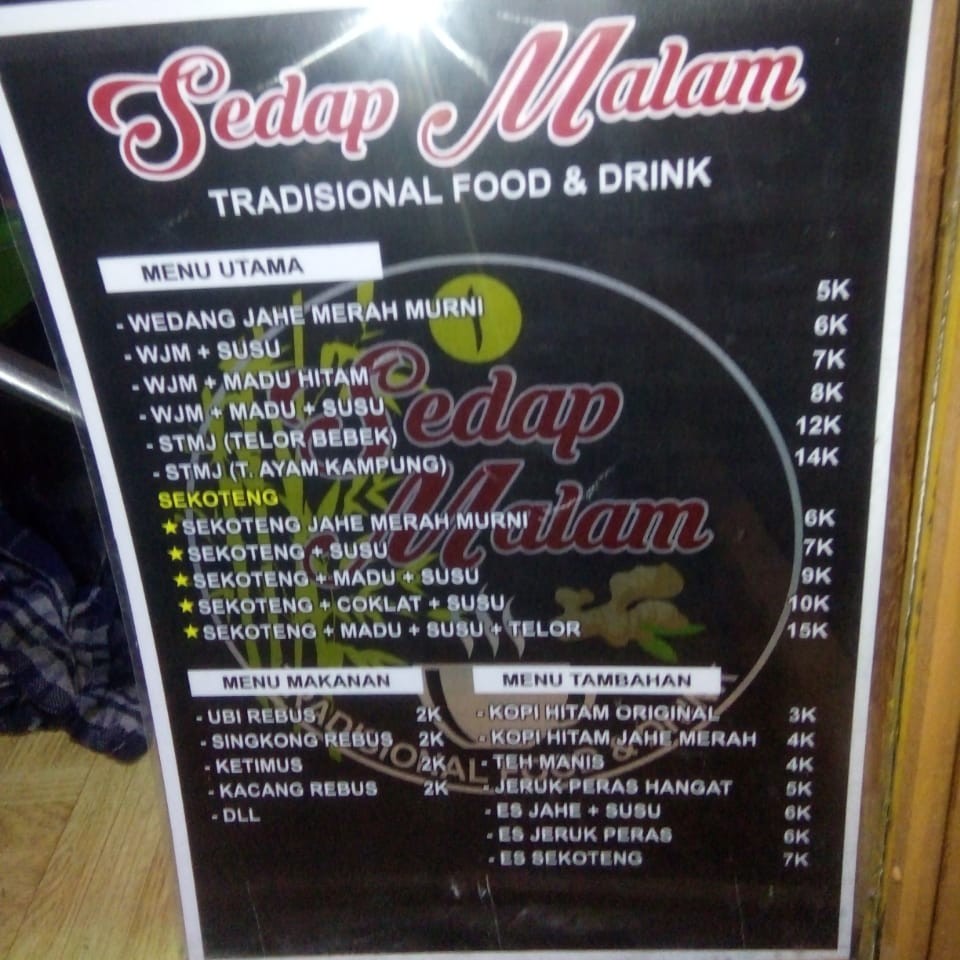 Sedap Malam
TRADISIONAL FOOD & DRINK
MENU UTAMA
- WEDANG JAHE MERAH MURNI 5K
- WJM + SUSU 6K
- WJM + MADU HITAM 7K
- WJM + MADU + SUSU 8K
- STMJ (TELOR BEBEK) 12K
- STMJ (T. AYAM KAMPUNG) 14K
SEKOTENG
★ SEKOTENG JAHE MERAH MURNI 6K
★ SEKOTENG + SUSU 7K
★ SEKOTENG + MADU + SUSU 9K
★ SEKOTENG + COKLAT + SUSU 10K
★ SEKOTENG + MADU + SUSU + TELOR 15K
MENU MAKANAN
- UBI REBUS 2K
- SINGKONG REBUS 2K
- KETIMUS 2K
- KACANG REBUS 2K
- DLL
MENU TAMBAHAN
- KOPI HITAM ORIGINAL 3K
- KOPI HITAM JAHE MERAH 4K
- TEH MANIS 4K
- JERUK PERAS HANGAT 5K
- ES JAHE + SUSU 6K
- ES JERUK PERAS 6K
- ES SEKOTENG 7K
Sedap
Malam
TRADISIONAL FOOD &